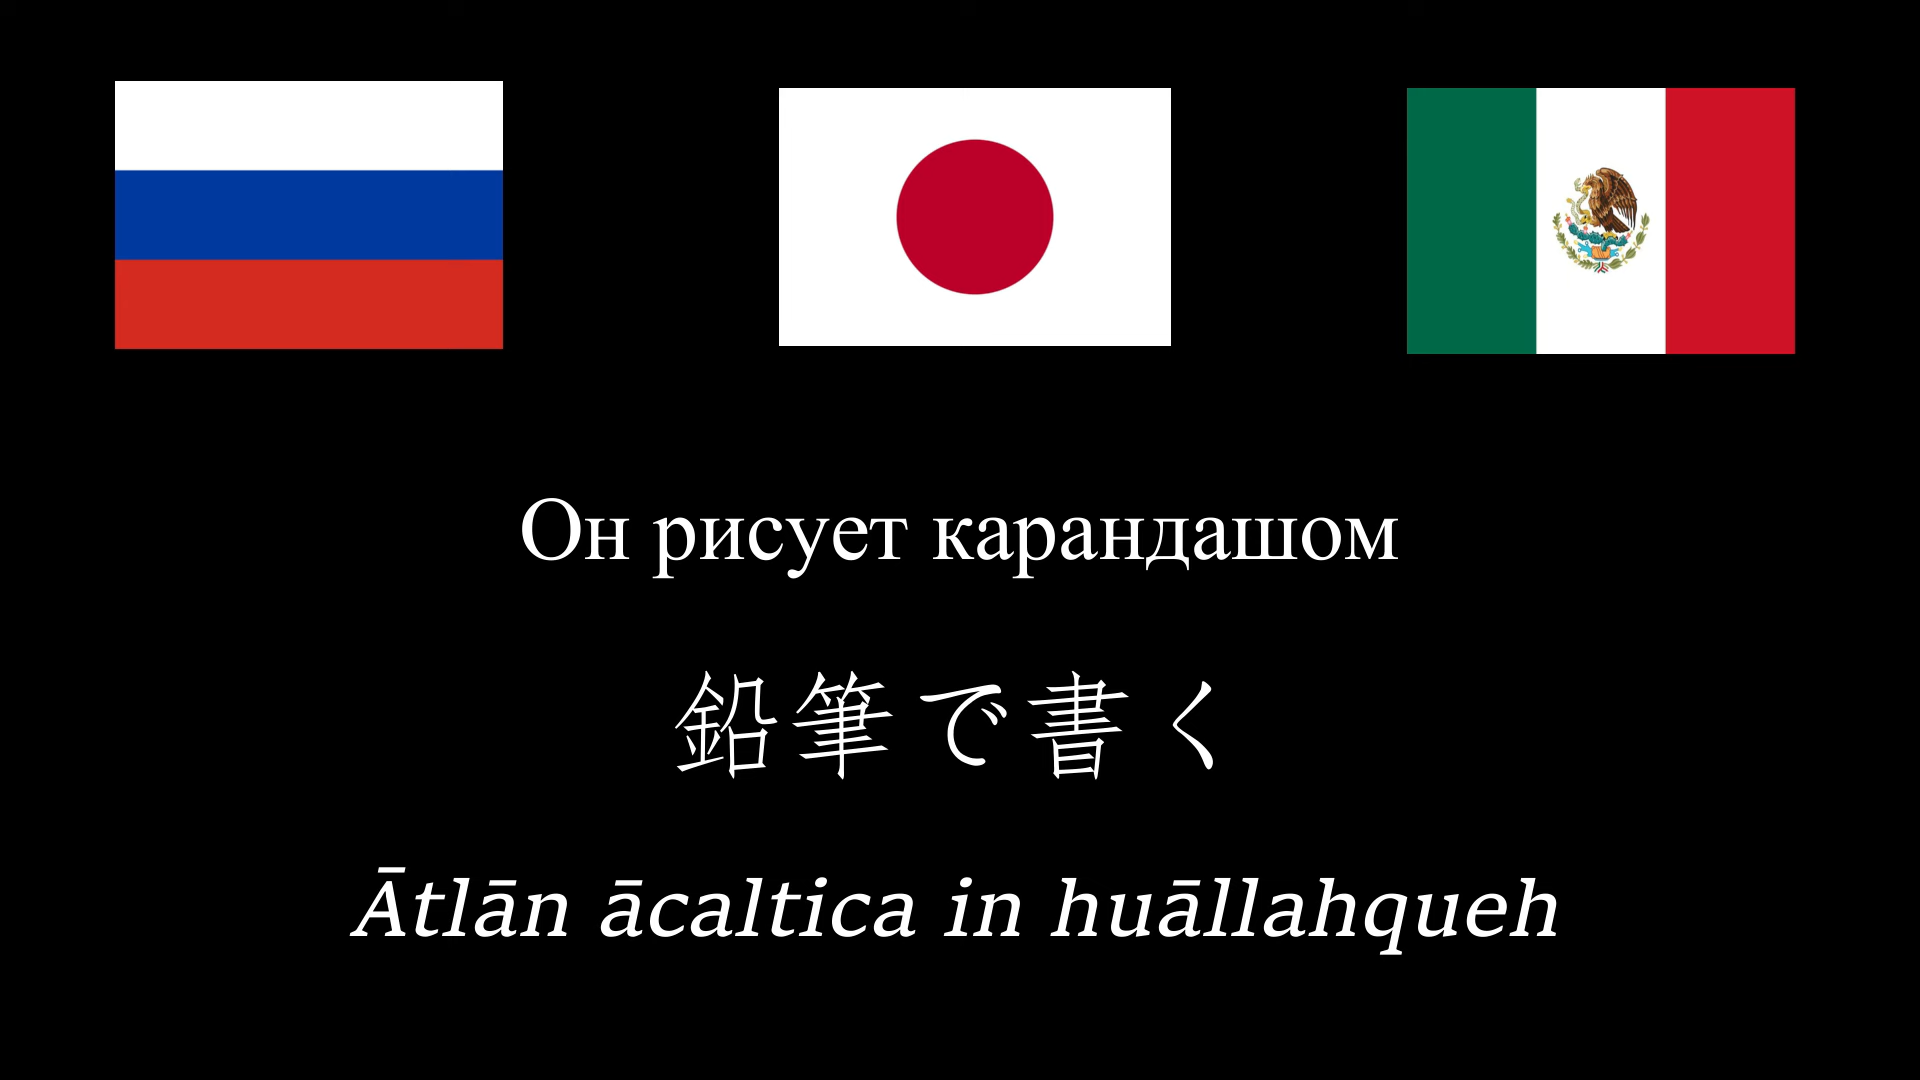 Он рисует карандашом
鉛筆で書く
Ātlān ācaltica in huāllahqueh